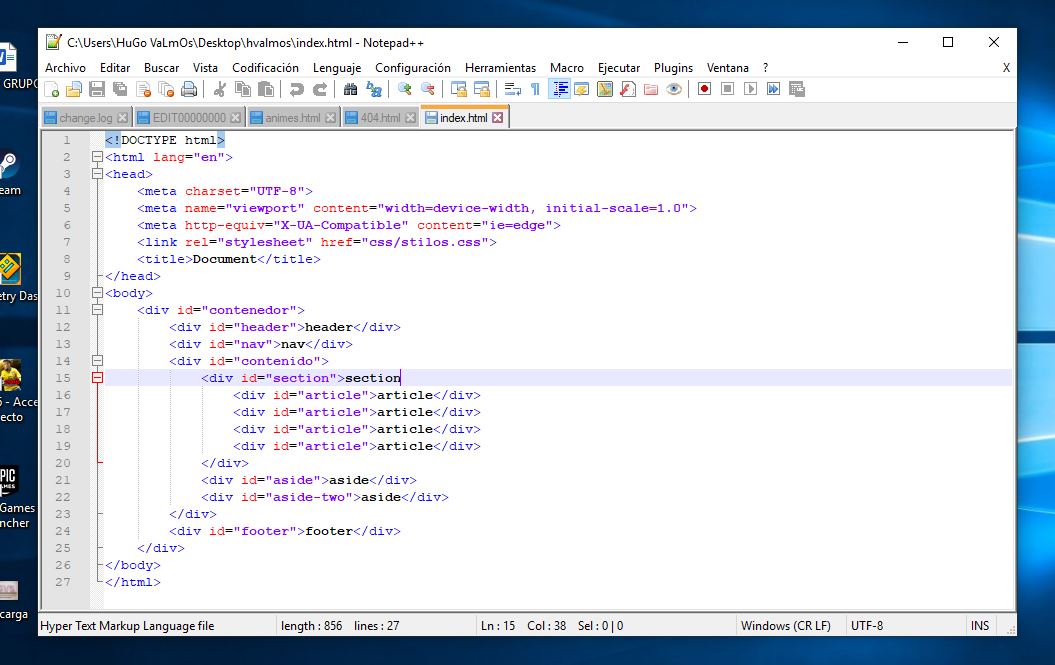 C:\Users\HuGo VaLmOs\Desktop\hvalmos\index.html - Notepad++
Archivo Editar Buscar Vista Codificación Lenguaje Configuración Herramientas Macro Ejecutar Plugins Ventana ? X
change.log EDIT00000000 animes.html 404.html index.html
1 <!DOCTYPE html>
2 <html lang="en">
3 <head>
4 <meta charset="UTF-8">
5 <meta name="viewport" content="width=device-width, initial-scale=1.0">
6 <meta http-equiv="X-UA-Compatible" content="ie=edge">
7 <link rel="stylesheet" href="css/stilos.css">
8 <title>Document</title>
9 </head>
10 <body>
11 <div id="contenedor">
12 <div id="header">header</div>
13 <div id="nav">nav</div>
14 <div id="contenido">
15 <div id="section">section
16 <div id="article">article</div>
17 <div id="article">article</div>
18 <div id="article">article</div>
19 <div id="article">article</div>
20 </div>
21 <div id="aside">aside</div>
22 <div id="aside-two">aside</div>
23 </div>
24 <div id="footer">footer</div>
25 </div>
26 </body>
27 </html>
Hyper Text Markup Language file length : 856 lines : 27 Ln : 15 Col : 38 Sel : 0 | 0 Windows (CR LF) UTF-8 INS
GRUPO
eam
etry Das
5 - Acce
ecto
PIC
GAMES
Games
ncher
carga